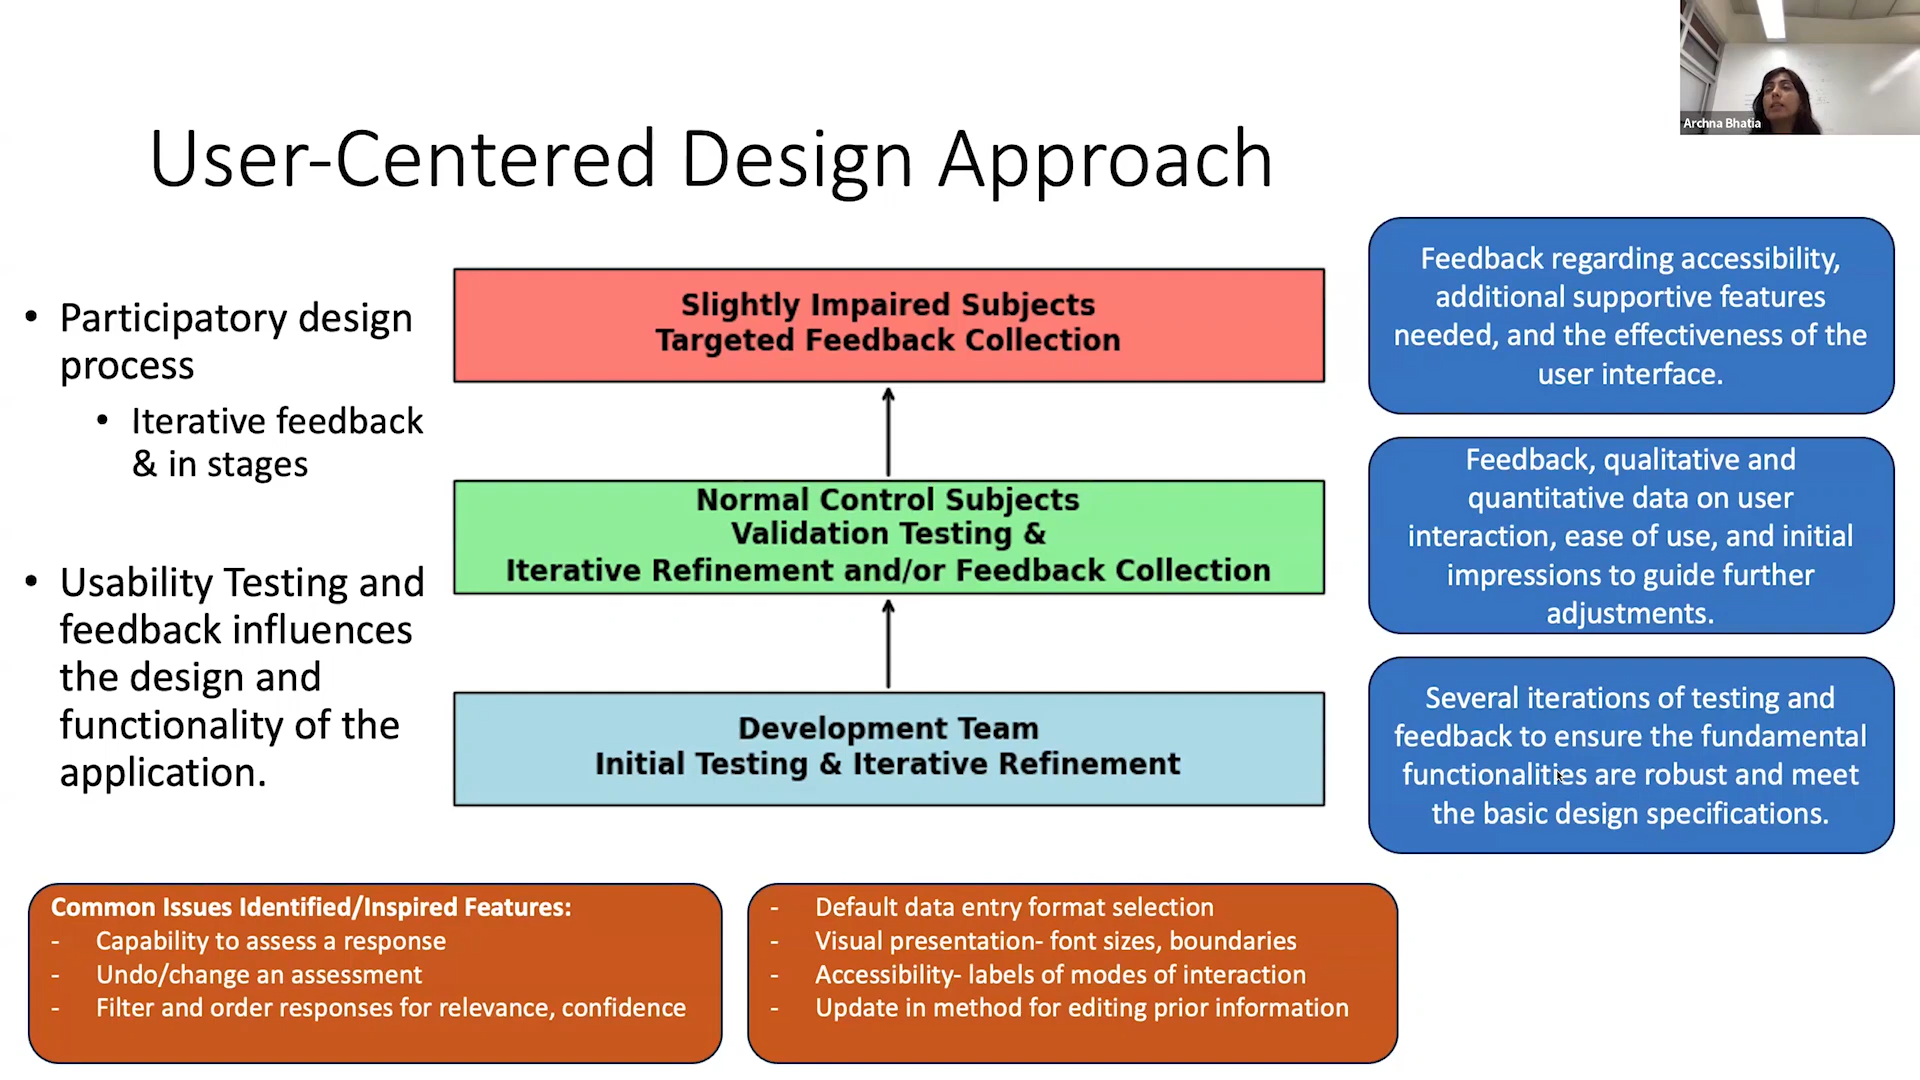 Archna Bhatia
User-Centered Design Approach
• Participatory design
process
• Iterative feedback
& in stages
• Usability Testing and
feedback influences
the design and
functionality of the
application.
Slightly Impaired Subjects
Targeted Feedback Collection
Normal Control Subjects
Validation Testing &
Iterative Refinement and/or Feedback Collection
Development Team
Initial Testing & Iterative Refinement
Feedback regarding accessibility,
additional supportive features
needed, and the effectiveness of the
user interface.
Feedback, qualitative and
quantitative data on user
interaction, ease of use, and initial
impressions to guide further
adjustments.
Several iterations of testing and
feedback to ensure the fundamental
functionalities are robust and meet
the basic design specifications.
Common Issues Identified/Inspired Features:
- Capability to assess a response
- Undo/change an assessment
- Filter and order responses for relevance, confidence
- Default data entry format selection
- Visual presentation- font sizes, boundaries
- Accessibility- labels of modes of interaction
- Update in method for editing prior information